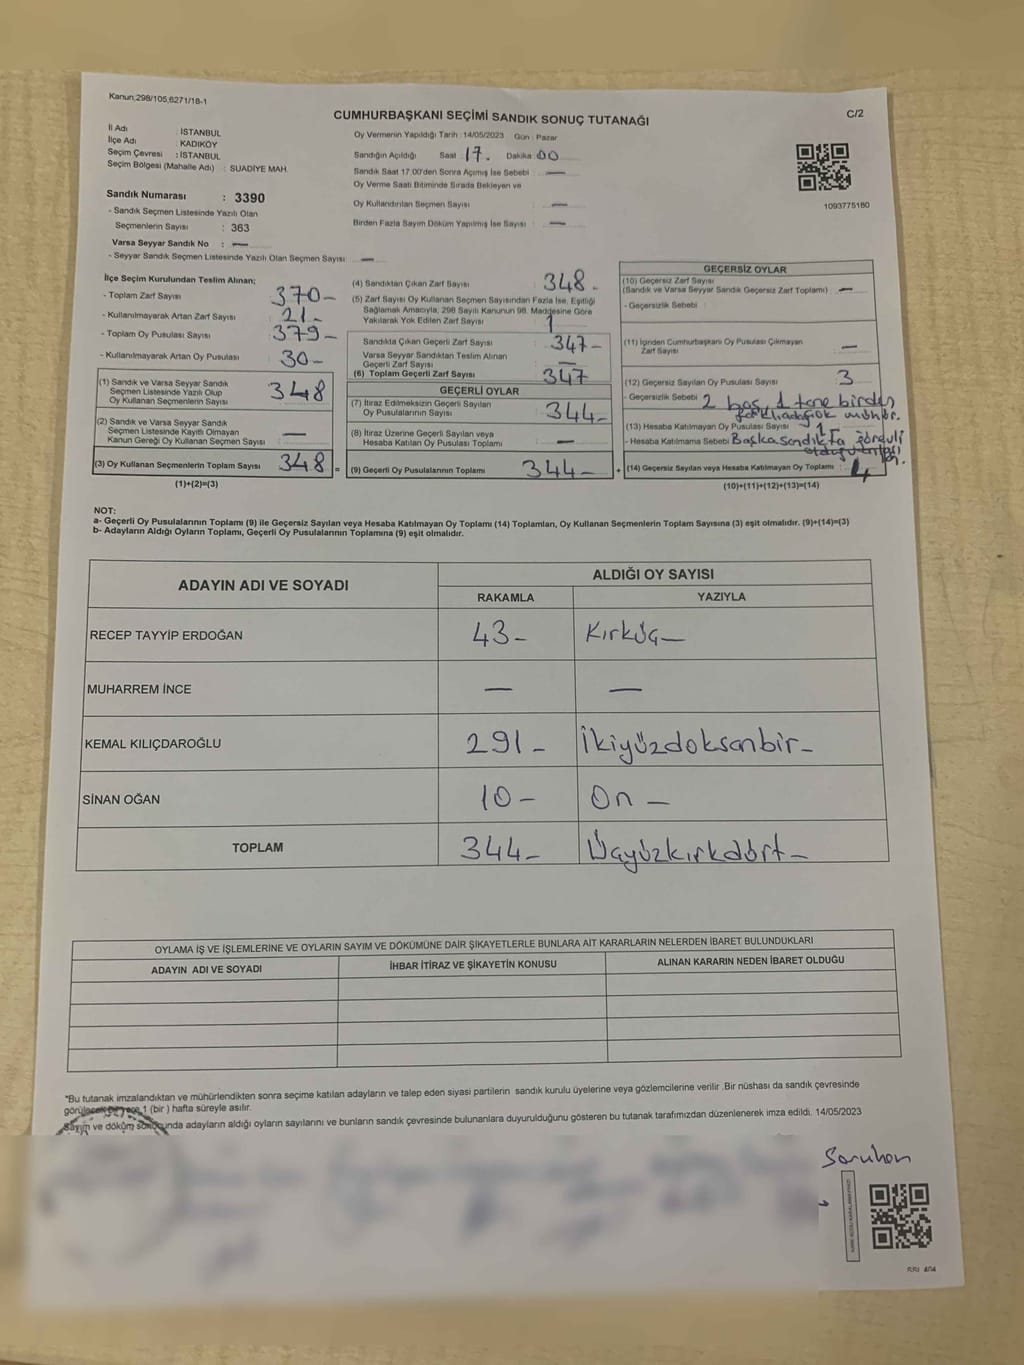 Kanun,298/105,6271/18-1
CUMHURBAŞKANI SEÇİMİ SANDIK SONUÇ TUTANAĞI
C/2
İl Adı : İSTANBUL
İlçe Adı : KADIKÖY
Seçim Çevresi : İSTANBUL
Seçim Bölgesi (Mahalle Adı) : SUADİYE MAH.
Oy Vermenin Yapıldığı Tarih : 14/05/2023 Gün : Pazar
Sandığın Açıldığı Saat 17. Dakika 00
Sandık Saat 17.00'den Sonra Açımış İse Sebebi : —
Oy Verme Saati Bitiminde Sırada Bekleyen ve
Oy Kullandırılan Seçmen Sayısı : —
Birden Fazla Sayım Döküm Yapılmış İse Sayısı : —
1093775180
Sandık Numarası : 3390
- Sandık Seçmen Listesinde Yazılı Olan
Seçmenlerin Sayısı : 363
Varsa Seyyar Sandık No : —
- Seyyar Sandık Seçmen Listesinde Yazılı Olan Seçmen Sayısı : —
İlçe Seçim Kurulundan Teslim Alınan;
- Toplam Zarf Sayısı 370-
- Kullanılmayarak Artan Zarf Sayısı : 21-
- Toplam Oy Pusulası Sayısı 379-
- Kullanılmayarak Artan Oy Pusulası 30-
(1) Sandık ve Varsa Seyyar Sandık
Seçmen Listesinde Yazılı Olup
Oy Kullanan Seçmenlerin Sayısı 348
(2) Sandık ve Varsa Seyyar Sandık
Seçmen Listesinde Kayıtlı Olmayan
Kanun Gereği Oy Kullanan Seçmen Sayısı —
(3) Oy Kullanan Seçmenlerin Toplam Sayısı 348
(1)+(2)=(3)
(4) Sandıktan Çıkan Zarf Sayısı : 348-
(5) Zarf Sayısı Oy Kullanan Seçmen Sayısından Fazla İse, Eşitliği
Sağlamak Amacıyla, 298 Sayılı Kanunun 98. Maddesine Göre
Yakılarak Yok Edilen Zarf Sayısı : 1
Sandıkta Çıkan Geçerli Zarf Sayısı : 347-
Varsa Seyyar Sandıktan Teslim Alınan
Geçerli Zarf Sayısı : —
(6) Toplam Geçerli Zarf Sayısı : 347
GEÇERLİ OYLAR
(7) İtiraz Edilmeksizin Geçerli Sayılan
Oy Pusulalarının Sayısı : 344-
(8) İtiraz Üzerine Geçerli Sayılan veya
Hesaba Katılan Oy Pusulası Toplamı : —
= (9) Geçerli Oy Pusulalarının Toplamı 344-
GEÇERSİZ OYLAR
(10) Geçersiz Zarf Sayısı
(Sandık ve Varsa Seyyar Sandık Geçersiz Zarf Toplamı) : —
- Geçersizlik Sebebi :
(11) İçinden Cumhurbaşkanı Oy Pusulası Çıkmayan
Zarf Sayısı : —
(12) Geçersiz Sayılan Oy Pusulası Sayısı : 3
- Geçersizlik Sebebi 2 boş, 1 tane birden
mühür.
(13) Hesaba Katılmayan Oy Pusulası Sayısı : 1
- Hesaba Katılmama Sebebi Başka sandıkta görevli
+ (14) Geçersiz Sayılan veya Hesaba Katılmayan Oy Toplamı : 4
(10)+(11)+(12)+(13)=(14)
NOT:
a- Geçerli Oy Pusulalarının Toplamı (9) ile Geçersiz Sayılan veya Hesaba Katılmayan Oy Toplamı (14) Toplamları, Oy Kullanan Seçmenlerin Toplam Sayısına (3) eşit olmalıdır. (9)+(14)=(3)
b- Adayların Aldığı Oyların Toplamı, Geçerli Oy Pusulalarının Toplamına (9) eşit olmalıdır.
ADAYIN ADI VE SOYADI
ALDIĞI OY SAYISI
RAKAMLA YAZIYLA
RECEP TAYYİP ERDOĞAN 43- Kırküç-
MUHARREM İNCE — —
KEMAL KILIÇDAROĞLU 291- İkiyüzdoksanbir-
SİNAN OĞAN 10- On-
TOPLAM 344- Üçyüzkırkdört-
OYLAMA İŞ VE İŞLEMLERİNE VE OYLARIN SAYIM VE DÖKÜMÜNE DAİR ŞİKAYETLERLE BUNLARA AİT KARARLARIN NELERDEN İBARET BULUNDUKLARI
ADAYIN ADI VE SOYADI İHBAR İTİRAZ VE ŞİKAYETİN KONUSU ALINAN KARARIN NEDEN İBARET OLDUĞU
*Bu tutanak imzalandıktan ve mühürlendikten sonra seçime katılan adayların ve talep eden siyasi partilerin sandık kurulu üyelerine veya gözlemcilerine verilir .Bir nüshası da sandık çevresinde
görülecek bir yere 1 (bir ) hafta süreyle asılır.
Sayım ve döküm sonucunda adayların aldığı oyların sayılarını ve bunların sandık çevresinde bulunanlara duyurulduğunu gösteren bu tutanak tarafımızdan düzenlenerek imza edildi. 14/05/2023
Saruhan